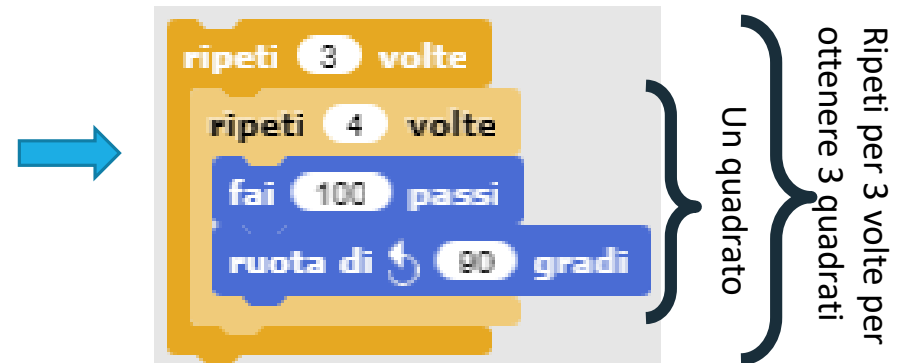 ripeti 3 volte
ripeti 4 volte
fai 100 passi
ruota di 90 gradi
Un quadrato
Ripeti per 3 volte per
ottenere 3 quadrati